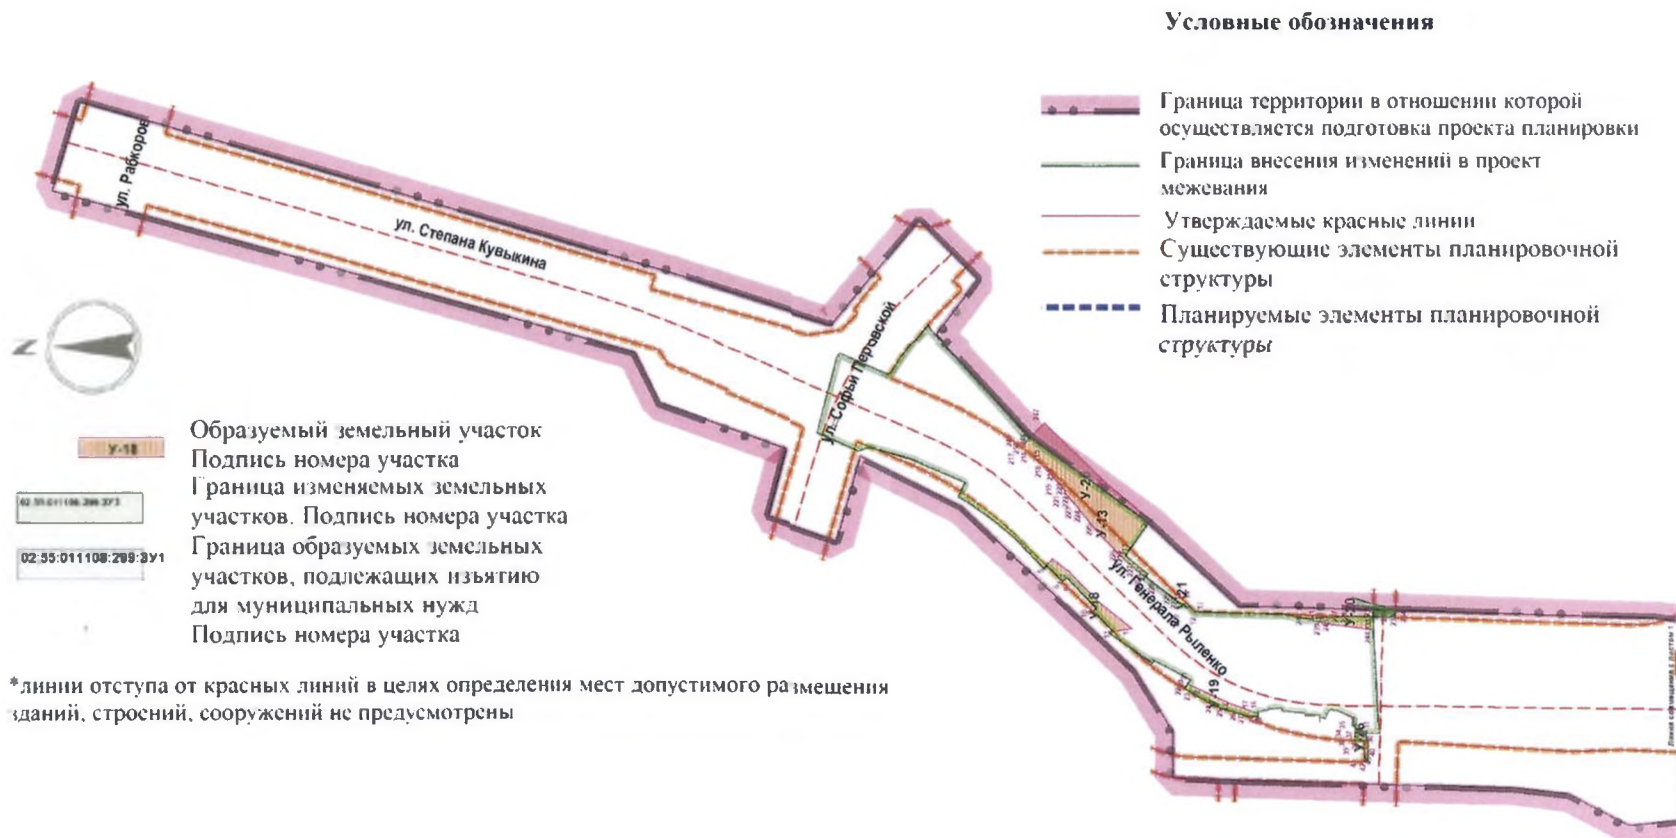 Условные обозначения
Граница территории в отношении которой
осуществляется подготовка проекта планировки
Граница внесения изменений в проект
межевания
Утверждаемые красные линии
Существующие элементы планировочной
структуры
Планируемые элементы планировочной
структуры
ул. Рабкоров
ул. Степана Кувыкина
ул. Софьи Перовской
ул. Генерала Рыленко
У-13
У-19
N
У-18
Образуемый земельный участок
Подпись номера участка
Граница изменяемых земельных
участков. Подпись номера участка
02:55:011108:299:ЗУ1
Граница образуемых земельных
участков, подлежащих изъятию
для муниципальных нужд
Подпись номера участка
*линии отступа от красных линий в целях определения мест допустимого размещения
зданий, строений, сооружений не предусмотрены